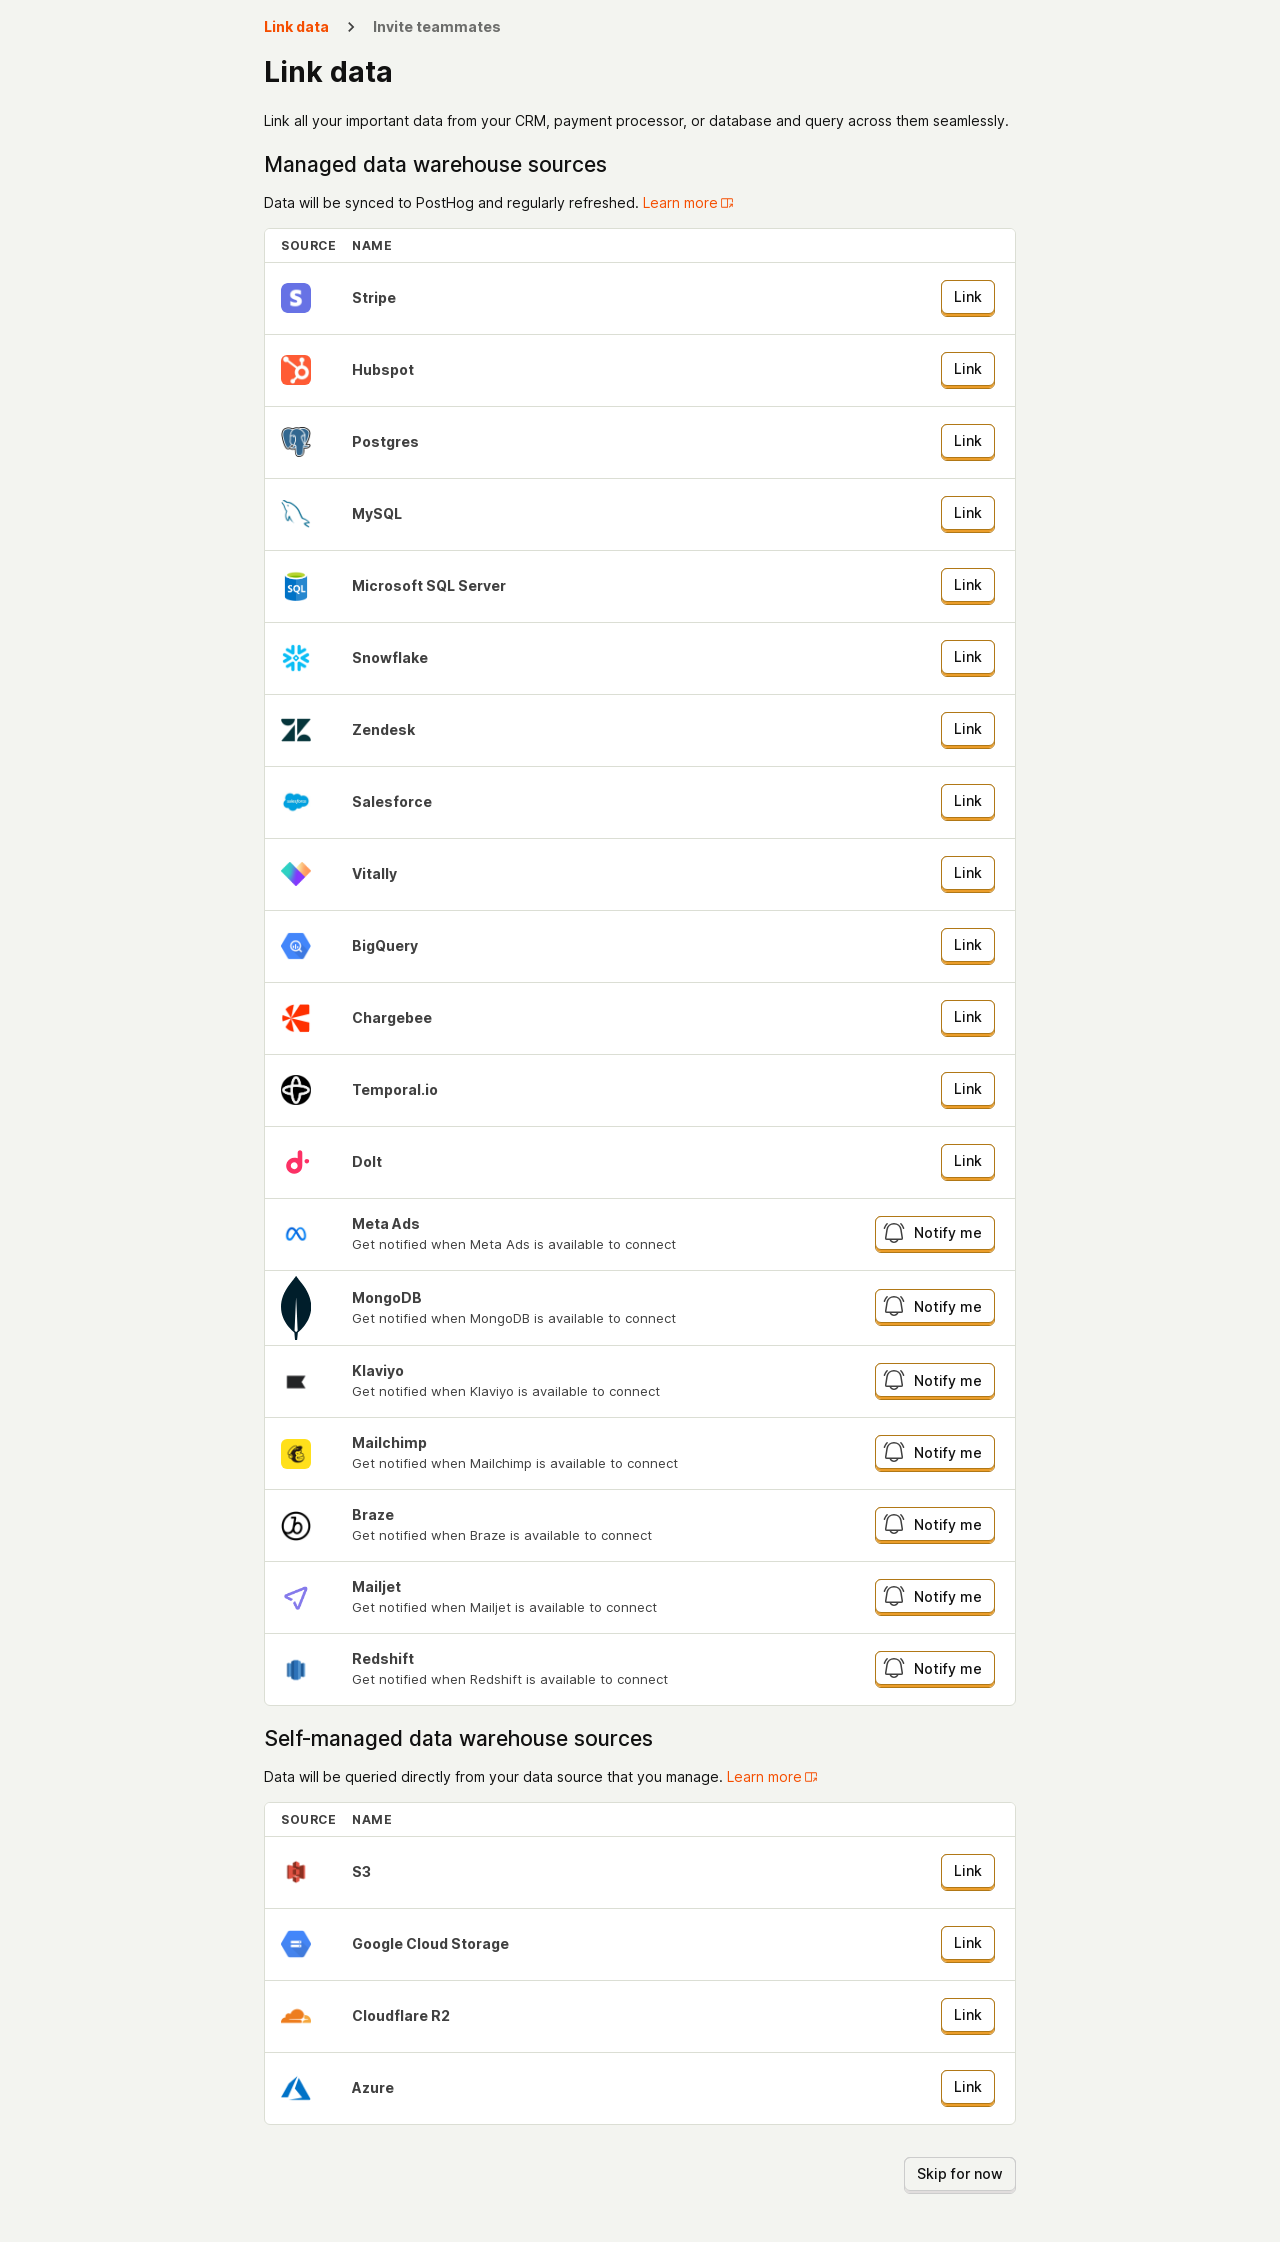 Link data > Invite teammates
Link data
Link all your important data from your CRM, payment processor, or database and query across them seamlessly.
Managed data warehouse sources
Data will be synced to PostHog and regularly refreshed. Learn more
SOURCE NAME
Stripe Link
Hubspot Link
Postgres Link
MySQL Link
SQL Microsoft SQL Server Link
Snowflake Link
Zendesk Link
salesforce Salesforce Link
Vitally Link
BigQuery Link
Chargebee Link
Temporal.io Link
DoIt Link
Meta Ads
Get notified when Meta Ads is available to connect
Notify me
MongoDB
Get notified when MongoDB is available to connect
Notify me
Klaviyo
Get notified when Klaviyo is available to connect
Notify me
Mailchimp
Get notified when Mailchimp is available to connect
Notify me
Braze
Get notified when Braze is available to connect
Notify me
Mailjet
Get notified when Mailjet is available to connect
Notify me
Redshift
Get notified when Redshift is available to connect
Notify me
Self-managed data warehouse sources
Data will be queried directly from your data source that you manage. Learn more
SOURCE NAME
S3 Link
Google Cloud Storage Link
Cloudflare R2 Link
Azure Link
Skip for now